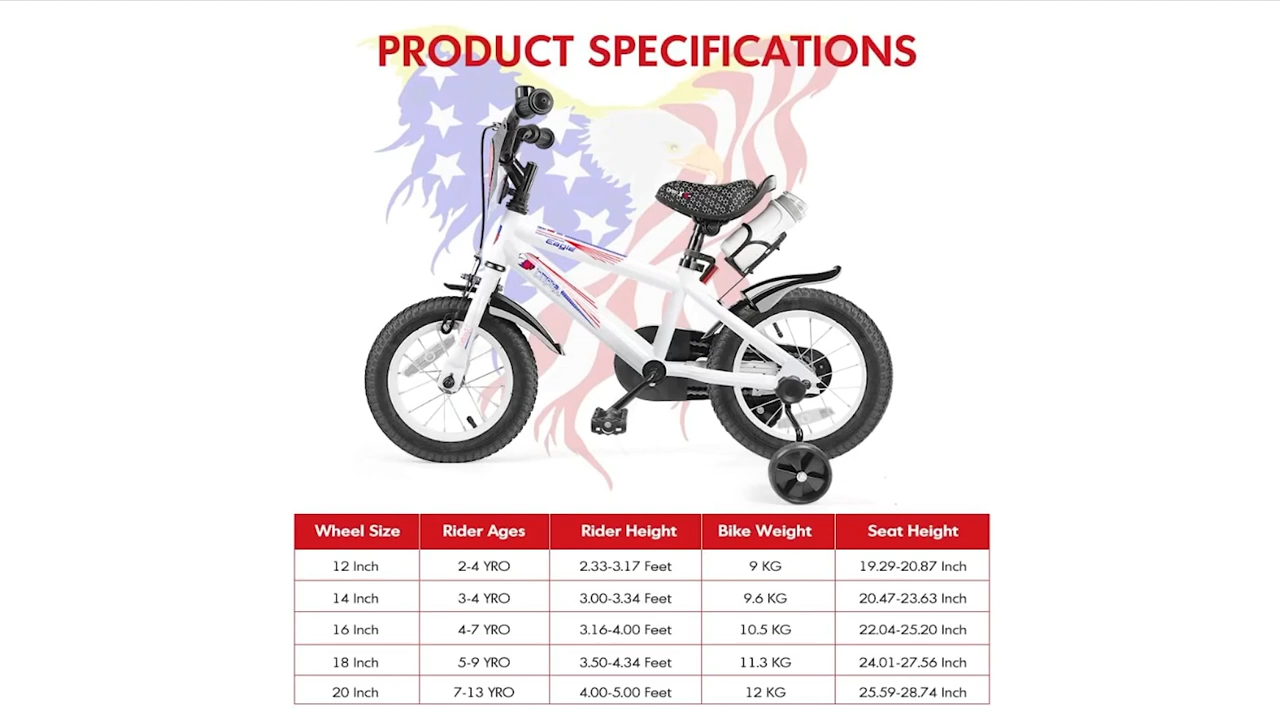 PRODUCT SPECIFICATIONS
Eagle
Wheel Size Rider Ages Rider Height Bike Weight Seat Height
12 Inch 2-4 YRO 2.33-3.17 Feet 9 KG 19.29-20.87 Inch
14 Inch 3-4 YRO 3.00-3.34 Feet 9.6 KG 20.47-23.63 Inch
16 Inch 4-7 YRO 3.16-4.00 Feet 10.5 KG 22.04-25.20 Inch
18 Inch 5-9 YRO 3.50-4.34 Feet 11.3 KG 24.01-27.56 Inch
20 Inch 7-13 YRO 4.00-5.00 Feet 12 KG 25.59-28.74 Inch